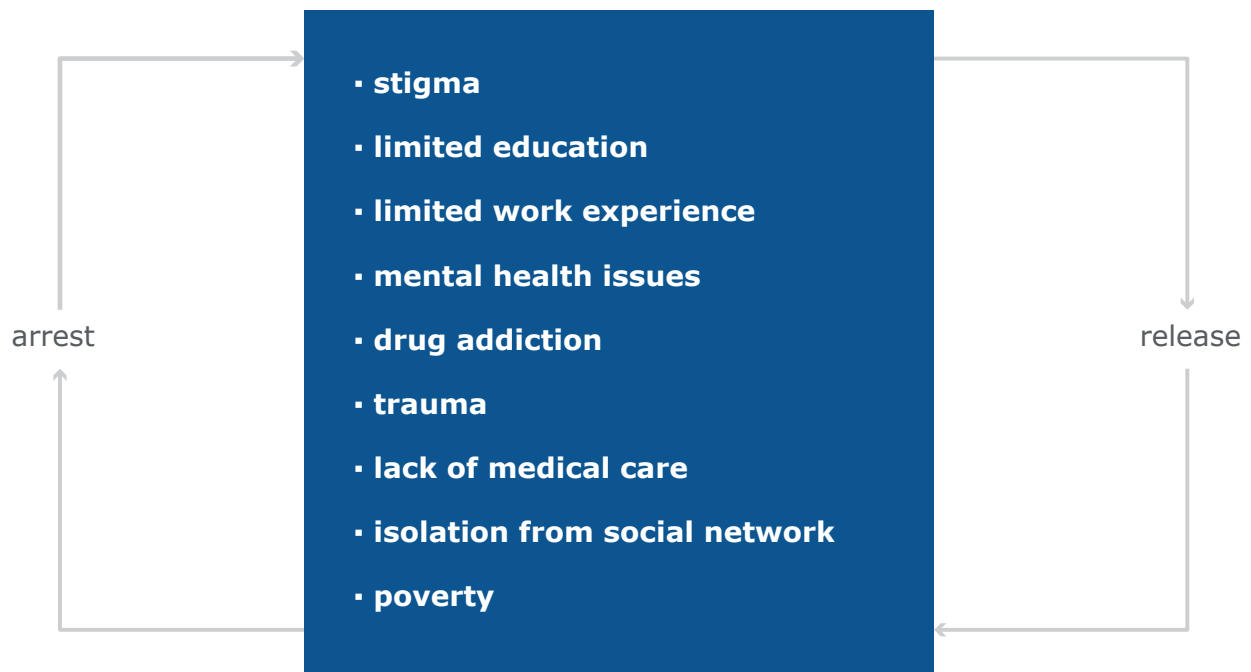 ▪ stigma
▪ limited education
▪ limited work experience
▪ mental health issues
▪ drug addiction
▪ trauma
▪ lack of medical care
▪ isolation from social network
▪ poverty
arrest
release